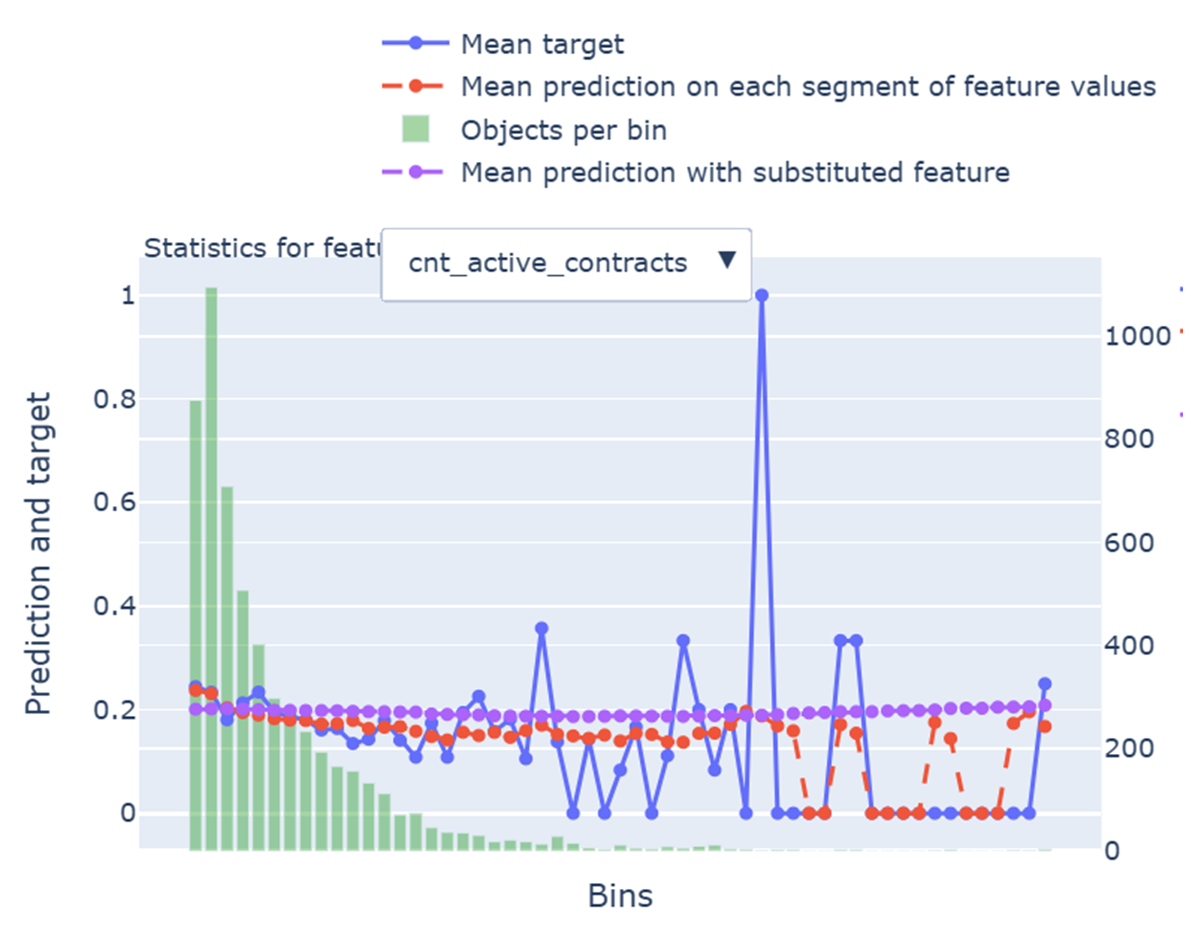 Mean target
Mean prediction on each segment of feature values
Objects per bin
Mean prediction with substituted feature
Statistics for featu
cnt_active_contracts ▼
1
0.8
0.6
0.4
0.2
0
1000
800
600
400
200
0
Prediction and target
Bins